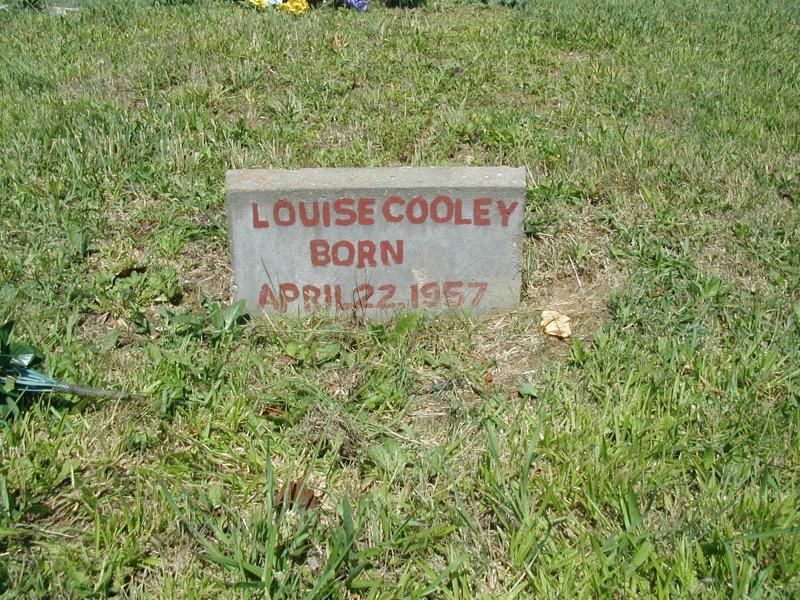 LOUISE COOLEY
BORN
APRIL 22, 1957